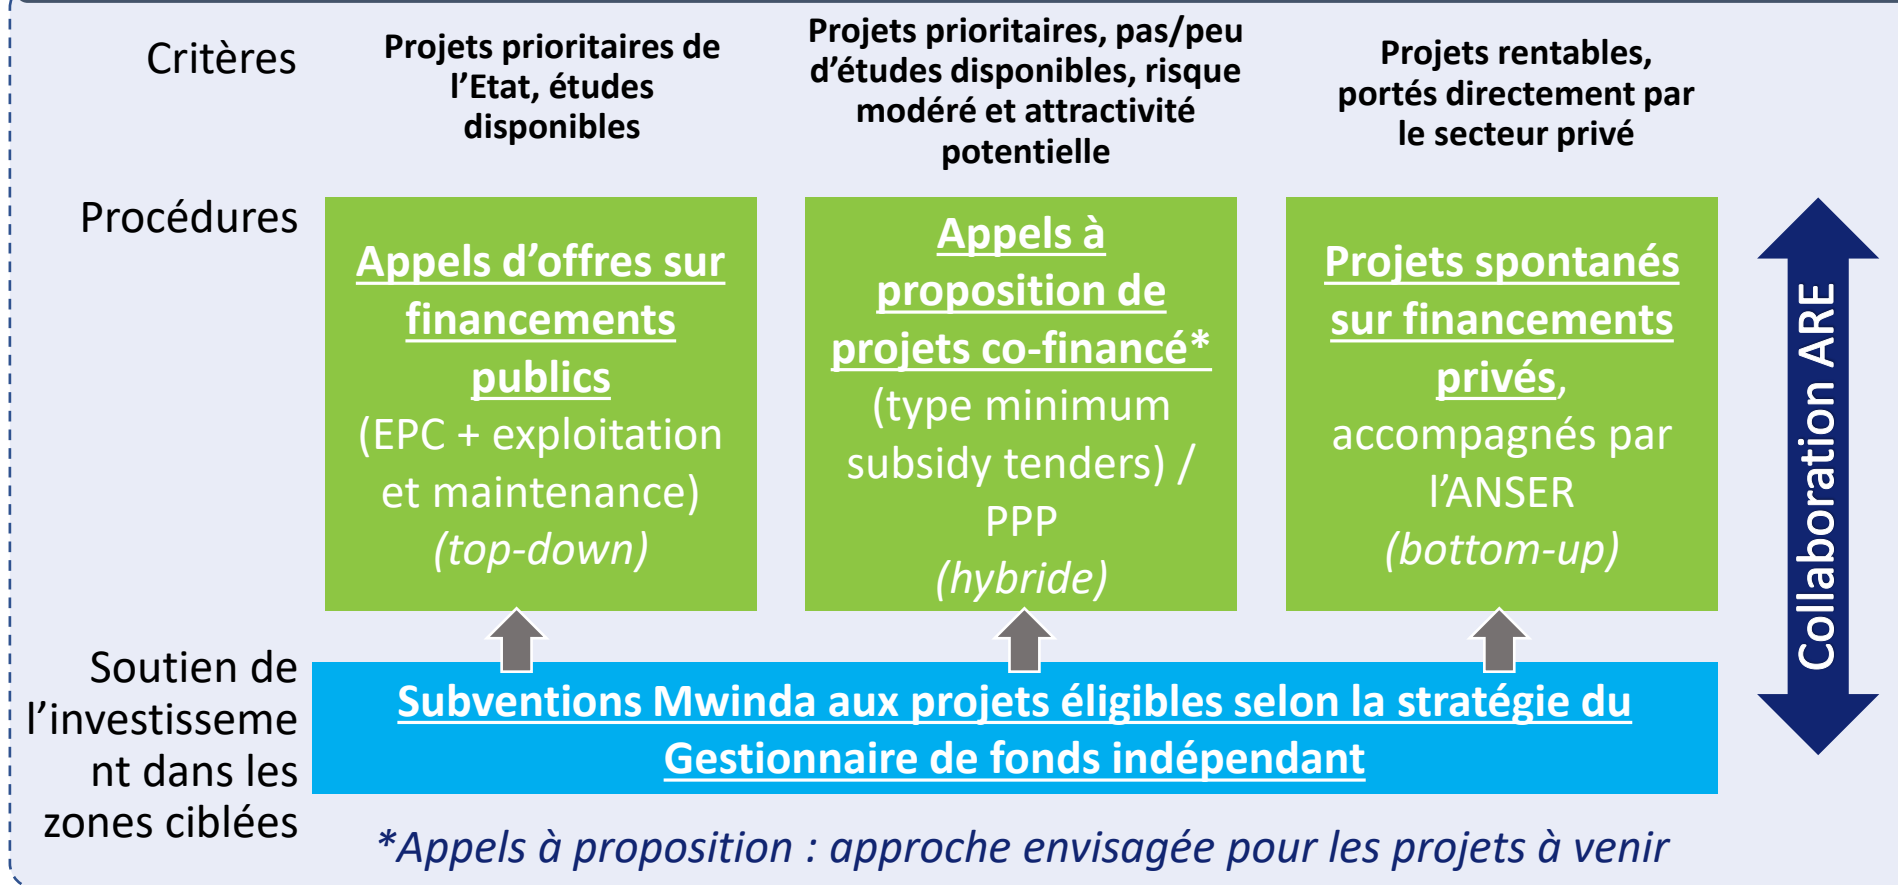 Critères
Projets prioritaires de
l’Etat, études
disponibles
Projets prioritaires, pas/peu
d’études disponibles, risque
modéré et attractivité
potentielle
Projets rentables,
portés directement par
le secteur privé
Procédures
Appels d’offres sur
financements
publics
(EPC + exploitation
et maintenance)
(top-down)
Appels à
proposition de
projets co-financé*
(type minimum
subsidy tenders) /
PPP
(hybride)
Projets spontanés
sur financements
privés,
accompagnés par
l’ANSER
(bottom-up)
Collaboration ARE
Soutien de
l’investisseme
nt dans les
zones ciblées
Subventions Mwinda aux projets éligibles selon la stratégie du
Gestionnaire de fonds indépendant
*Appels à proposition : approche envisagée pour les projets à venir